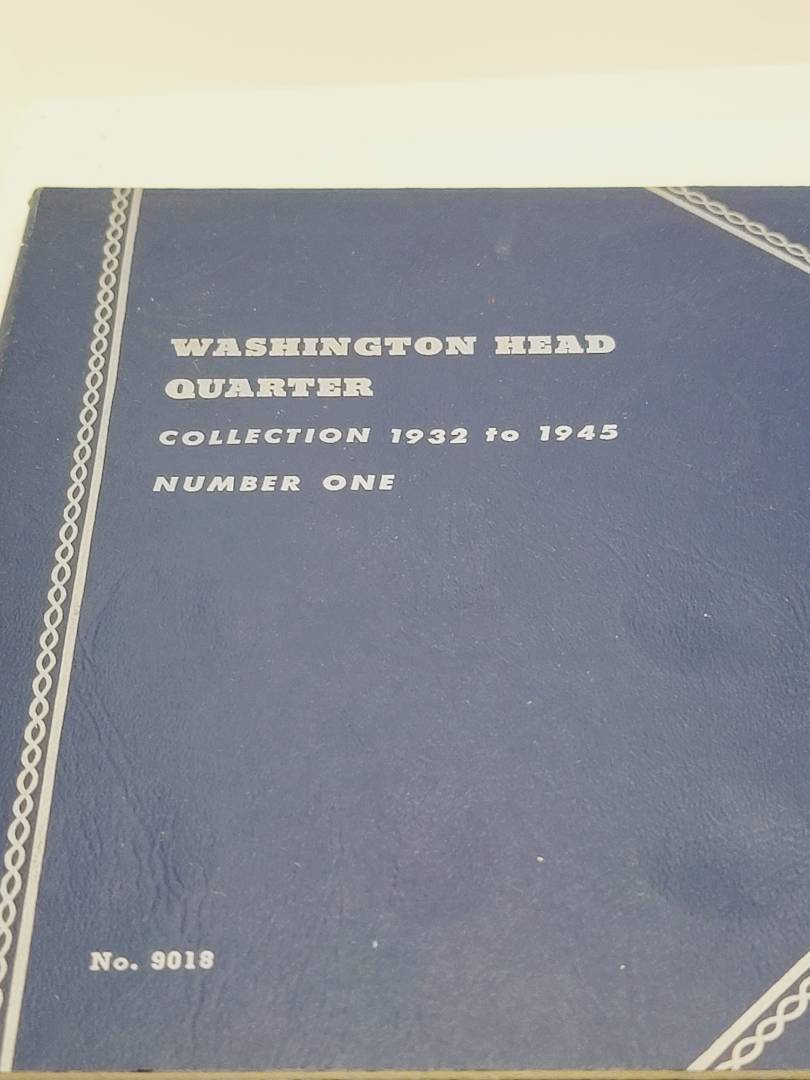 WASHINGTON HEAD
QUARTER
COLLECTION 1932 to 1945
NUMBER ONE
No. 9018